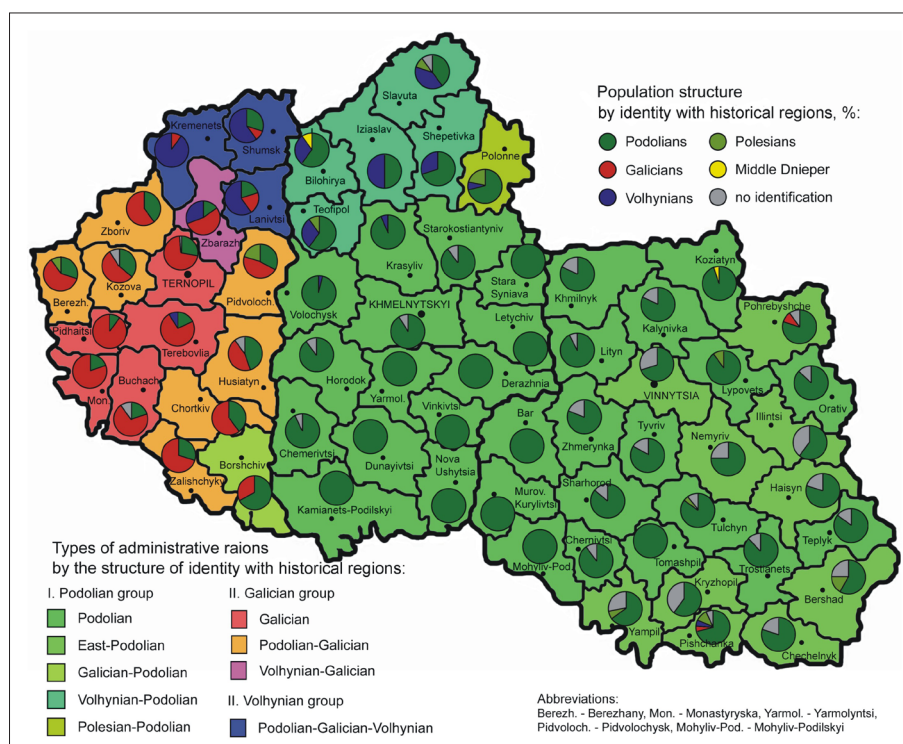 Population structure
by identity with historical regions, %:
Podolians
Polesians
Galicians
Middle Dnieper
Volhynians
no identification
Slavuta
Kremenets
Shumsk
Iziaslav
Shepetivka
Polonne
Bilohirya
Lanivtsi
Teofipol
Zboriv
Zbarazh
Starokostiantyniv
Krasyliv
Koziatyn
Berezh.
Kozova
TERNOPIL
Pidvoloch.
Volochysk
Stara
Syniava
Khmilnyk
Pohrebyshche
KHMELNYTSKYI
Letychiv
Kalynivka
Pidhaitsi
Terebovlia
Lityn
Mon.
Buchach
Husiatyn
Horodok
Yarmol.
Derazhnia
VINNYTSIA
Lypovets
Orativ
Chortkiv
Vinkivtsi
Bar
Illintsi
Zhmerynka
Tyvriv
Nemyriv
Chemerivtsi
Dunayivtsi
Nova
Ushytsia
Borshchiv
Zalishchyky
Haisyn
Sharhorod
Murov.
Kurylivtsi
Kamianets-Podilskyi
Tulchyn
Teplyk
Chernivtsi
Mohyliv-Pod.
Tomashpil
Trostianets
Kryzhopil
Bershad
Yampil
Pishchanka
Chechelnyk
Types of administrative raions
by the structure of identity with historical regions:
I. Podolian group
II. Galician group
Podolian
Galician
East-Podolian
Podolian-Galician
Galician-Podolian
Volhynian-Galician
Volhynian-Podolian
II. Volhynian group
Polesian-Podolian
Podolian-Galician-Volhynian
Abbreviations:
Berezh. - Berezhany, Mon. - Monastyryska, Yarmol. - Yarmolyntsi,
Pidvoloch. - Pidvolochysk, Mohyliv-Pod. - Mohyliv-Podilskyi